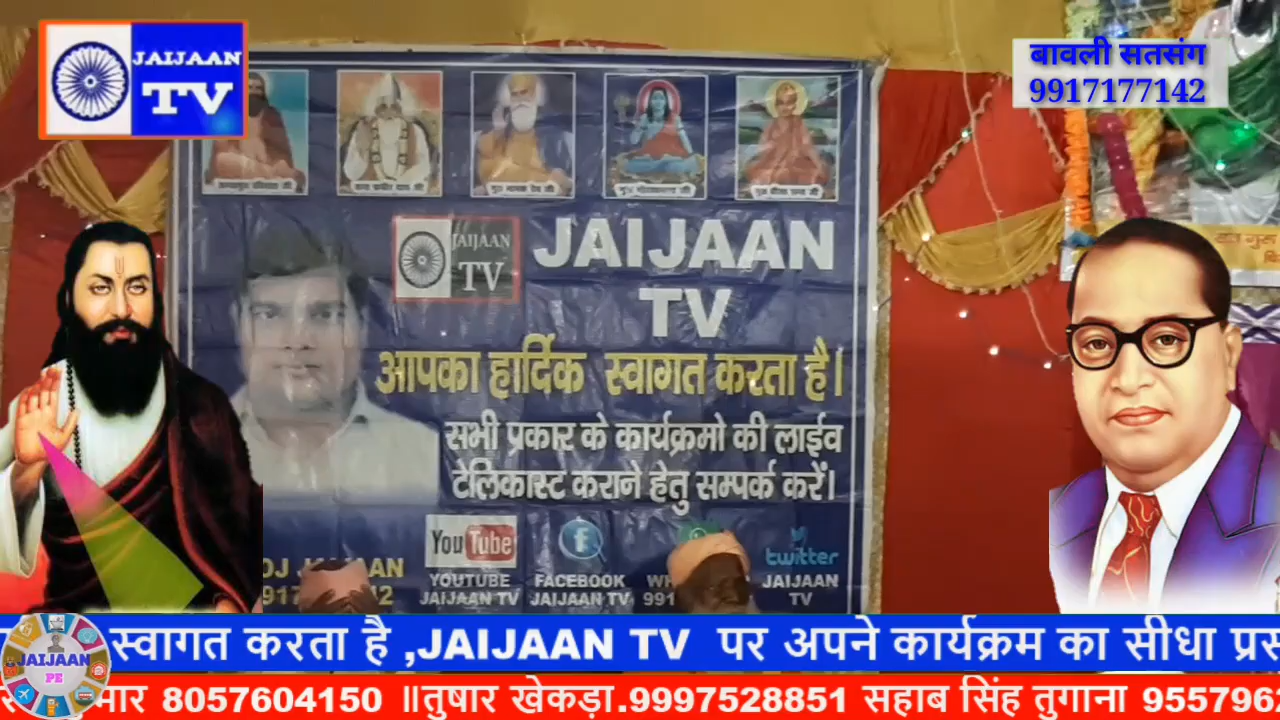 JAIJAAN
TV
बावली सतसंग
9917177142
JAIJAAN
TV
JAIJAAN
TV
आपका हार्दिक स्वागत करता है।
सभी प्रकार के कार्यक्रमो की लाईव
टेलिकास्ट कराने हेतु सम्पर्क करें।
YouTube
twitter
YOUTUBE
JAIJAAN TV
FACEBOOK
JAIJAAN TV
JAIJAAN
TV
स्वागत करता है ,JAIJAAN TV पर अपने कार्यक्रम का सीधा
JAIJAAN
PE
8057604150 ॥तुषार खेकड़ा.9997528851 सहाब सिंह तुगाना